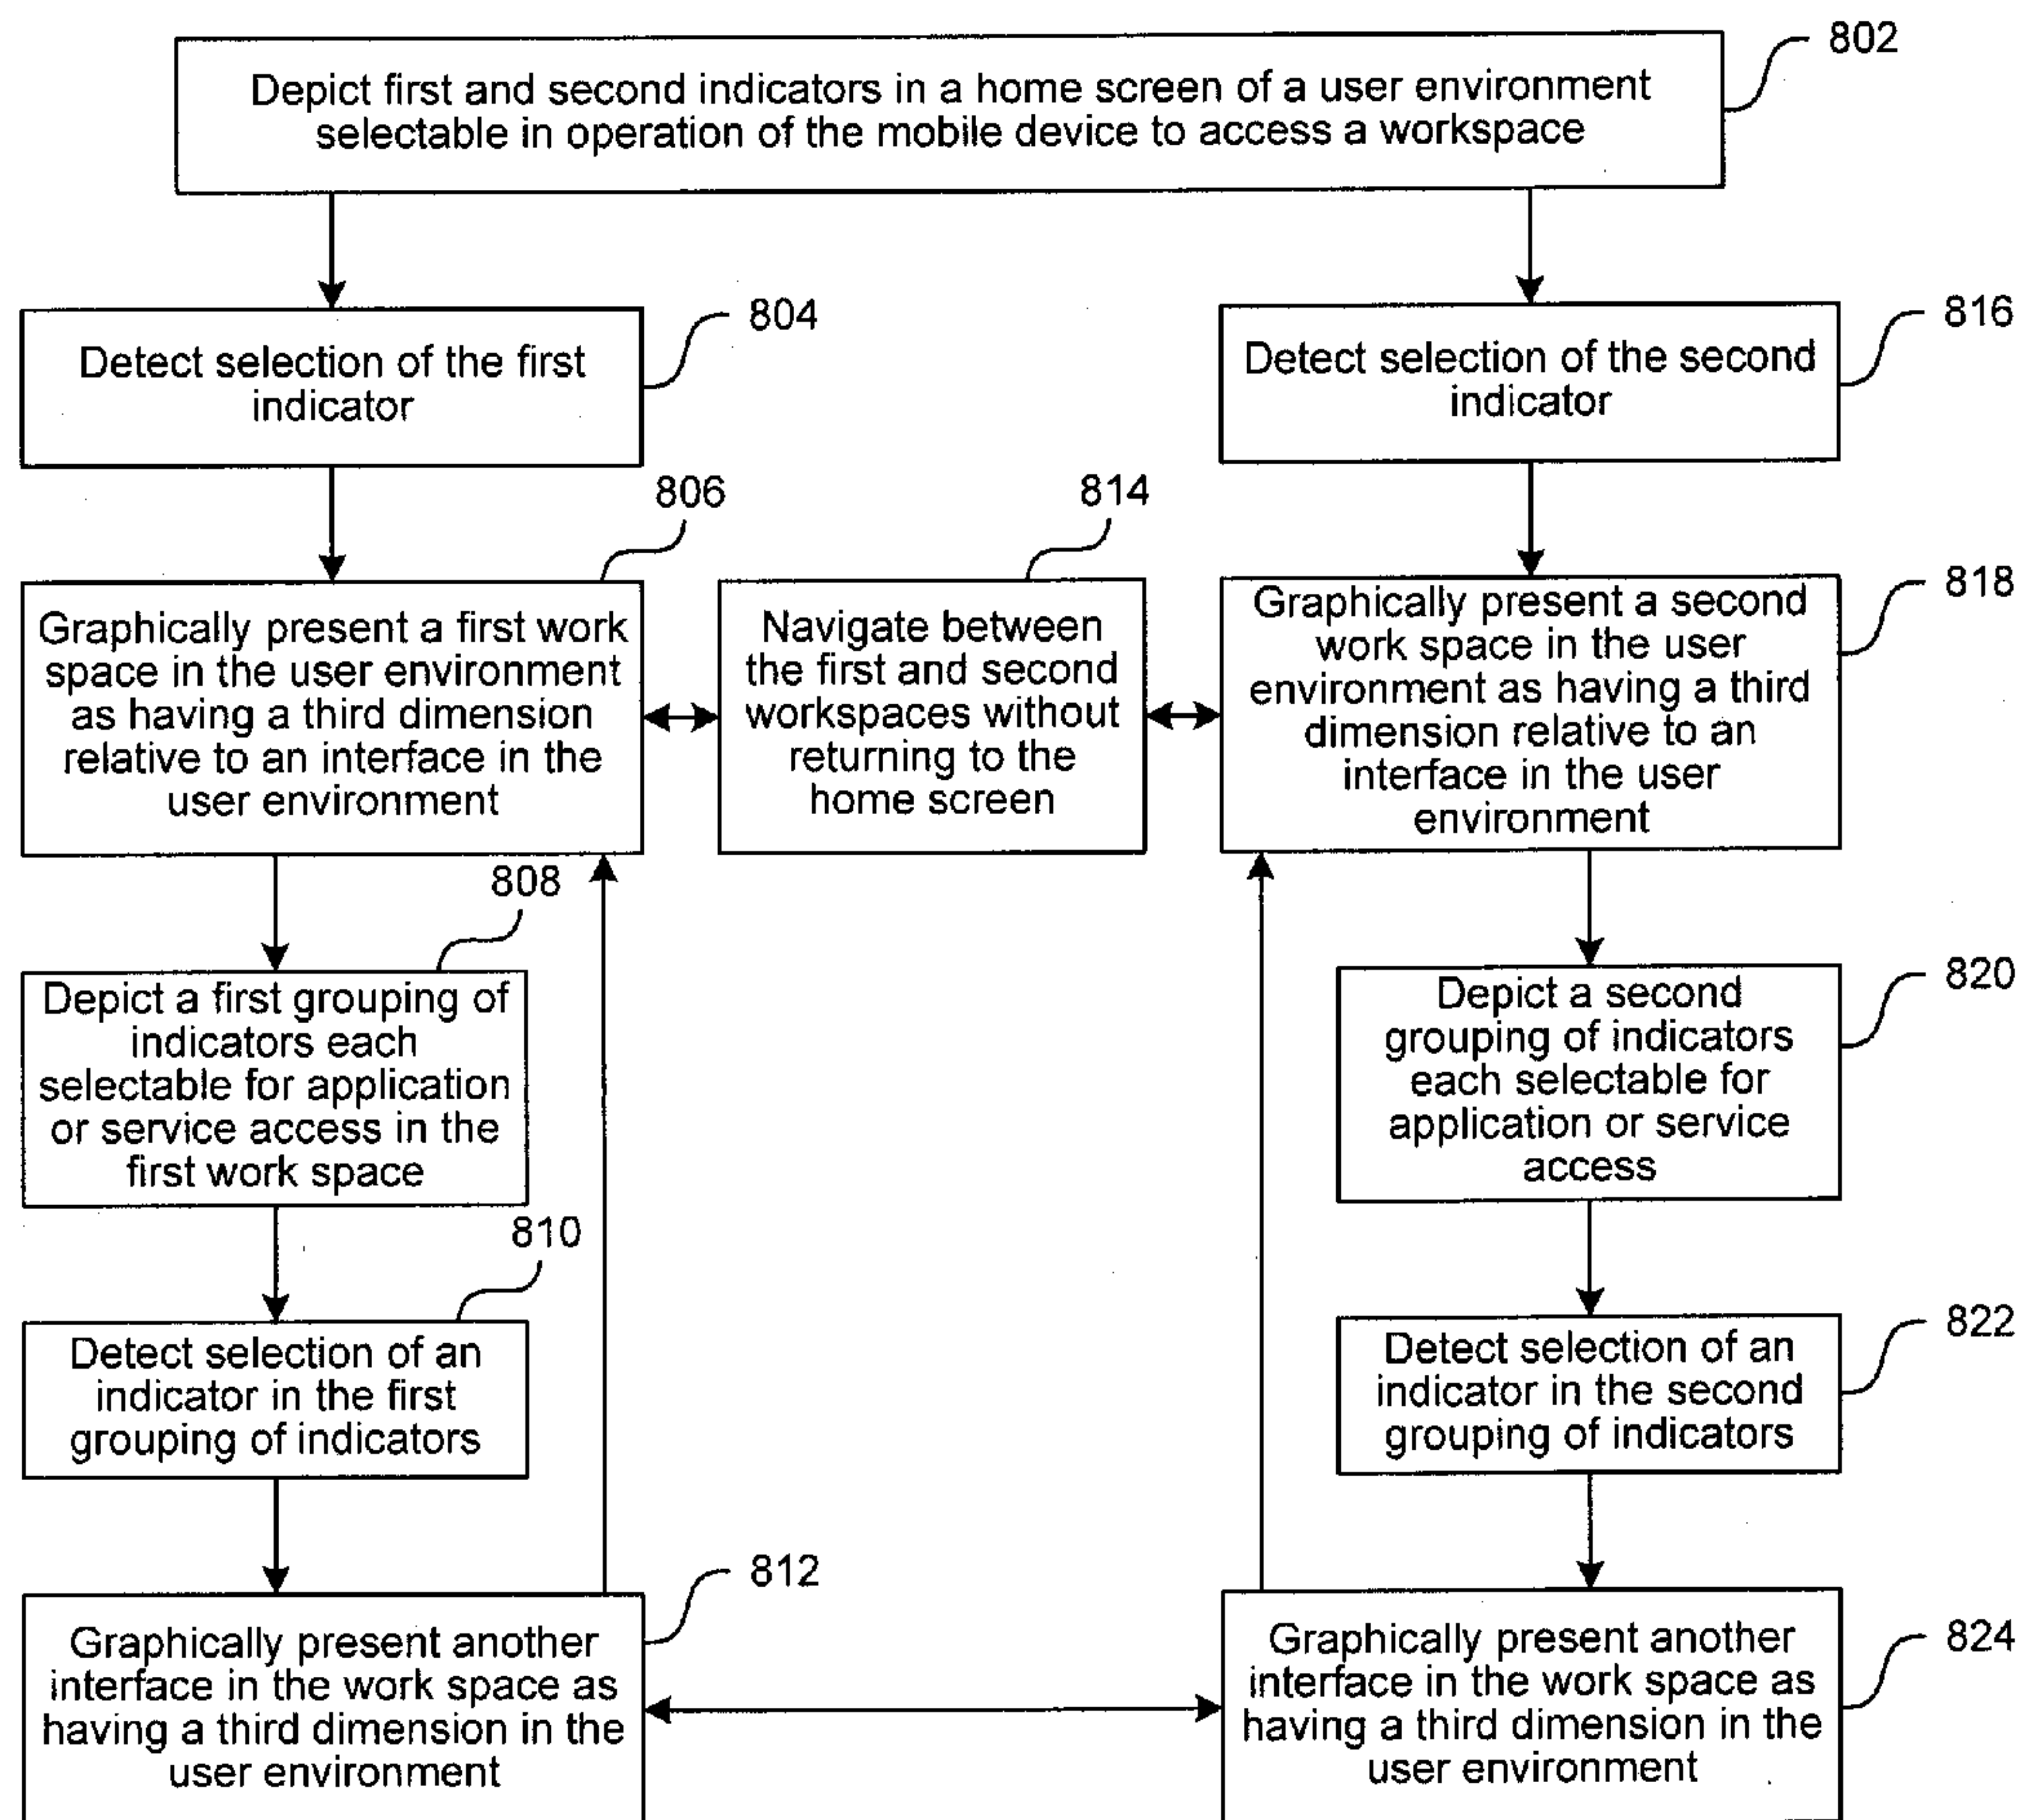 802
Depict first and second indicators in a home screen of a user environment
selectable in operation of the mobile device to access a workspace
804
Detect selection of the first
indicator
816
Detect selection of the second
indicator
806
Graphically present a first work
space in the user environment
as having a third dimension
relative to an interface in the
user environment
814
Navigate between
the first and second
workspaces without
returning to the
home screen
818
Graphically present a second
work space in the user
environment as having a third
dimension relative to an
interface in the user
environment
808
Depict a first grouping of
indicators each
selectable for application
or service access in the
first work space
820
Depict a second
grouping of indicators
each selectable for
application or service
access
810
Detect selection of an
indicator in the first
grouping of indicators
822
Detect selection of an
indicator in the second
grouping of indicators
812
Graphically present another
interface in the work space as
having a third dimension in the
user environment
824
Graphically present another
interface in the work space as
having a third dimension in the
user environment